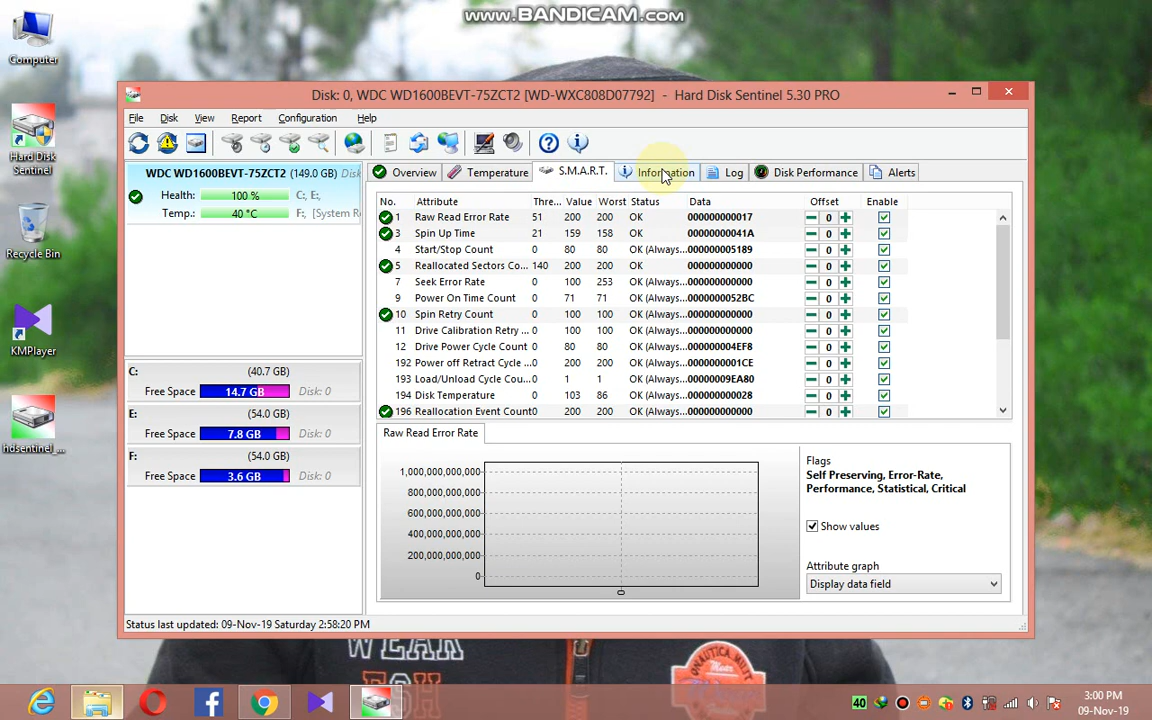 www.BANDICAM.com
Computer
Hard Disk
Sentinel
Recycle Bin
KMPlayer
hdsentinel_...
Disk: 0, WDC WD1600BEVT-75ZCT2 [WD-WXC808D07792] - Hard Disk Sentinel 5.30 PRO
File Disk View Report Configuration Help
WDC WD1600BEVT-75ZCT2 (149.0 GB) Disk
Health: 100 % C:, E:,
Temp.: 40 °C F:, [System R
C: (40.7 GB)
Free Space 14.7 GB Disk: 0
E: (54.0 GB)
Free Space 7.8 GB Disk: 0
F: (54.0 GB)
Free Space 3.6 GB Disk: 0
Overview Temperature S.M.A.R.T. Information Log Disk Performance Alerts
No. Attribute Thre... Value Worst Status Data Offset Enable
1 Raw Read Error Rate 51 200 200 OK 000000000017 0
3 Spin Up Time 21 159 158 OK 00000000041A 0
4 Start/Stop Count 0 80 80 OK (Always... 000000005189 0
5 Reallocated Sectors Co... 140 200 200 OK 000000000000 0
7 Seek Error Rate 0 100 253 OK (Always... 000000000000 0
9 Power On Time Count 0 71 71 OK (Always... 0000000052BC 0
10 Spin Retry Count 0 100 100 OK (Always... 000000000000 0
11 Drive Calibration Retry ... 0 100 100 OK (Always... 000000000000 0
12 Drive Power Cycle Count 0 80 80 OK (Always... 000000004EF8 0
192 Power off Retract Cycle ... 0 200 200 OK (Always... 0000000001CE 0
193 Load/Unload Cycle Cou... 0 1 1 OK (Always... 00000009EA80 0
194 Disk Temperature 0 103 86 OK (Always... 000000000028 0
196 Reallocation Event Count 0 200 200 OK (Always... 000000000000 0
Raw Read Error Rate
1,000,000,000,000
800,000,000,000
600,000,000,000
400,000,000,000
200,000,000,000
0
Flags
Self Preserving, Error-Rate,
Performance, Statistical, Critical
Show values
Attribute graph
Display data field
Status last updated: 09-Nov-19 Saturday 2:58:20 PM
WEAR
40
3:00 PM
09-Nov-19